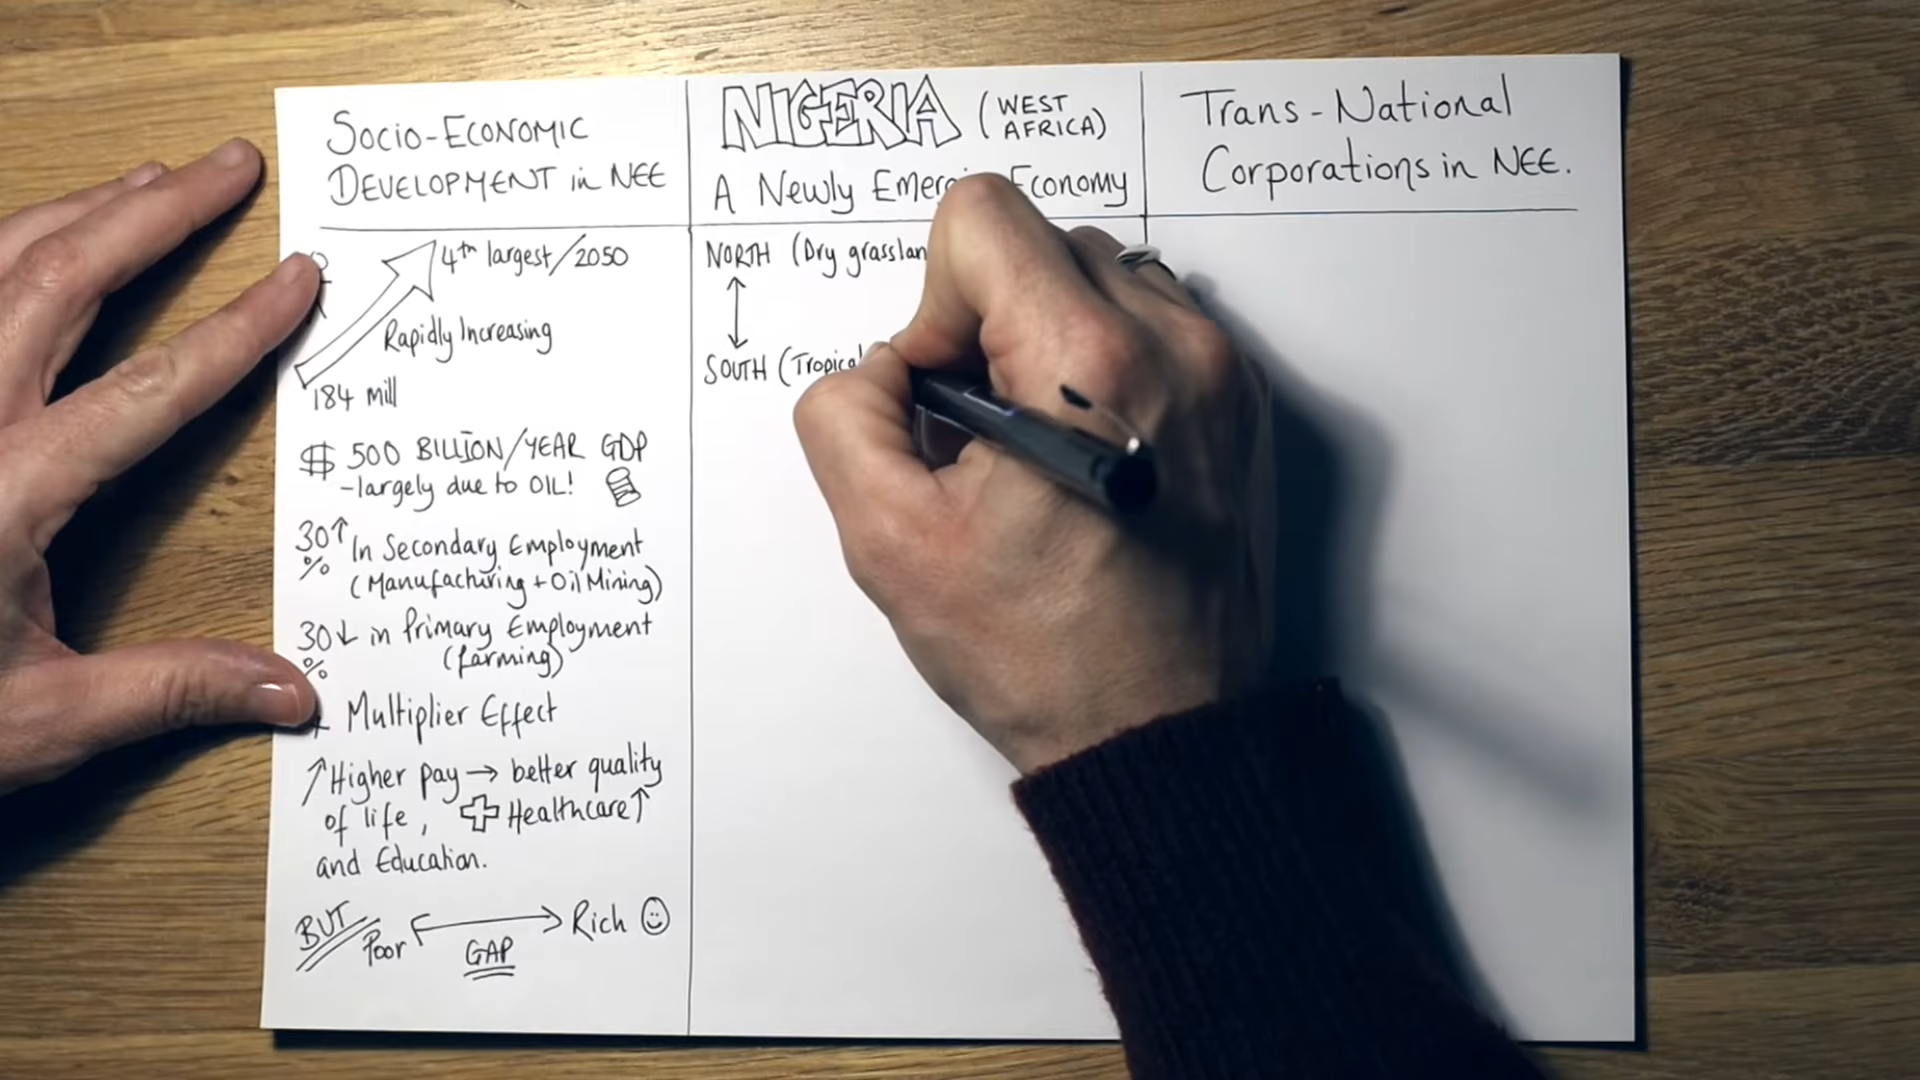 SOCIO-ECONOMIC
DEVELOPMENT in NEE
4th largest/2050
Rapidly Increasing
184 mill
$ 500 BILLION/YEAR GDP
-largely due to OIL!
30%↑ In Secondary Employment
(Manufacturing + Oil Mining)
30%↓ in Primary Employment
(farming)
Multiplier Effect
↑Higher pay → better quality
of life, Healthcare↑
and Education.
BUT Poor ↔ Rich
GAP
NIGERIA (WEST
AFRICA)
A Newly Economy
NORTH (Dry
SOUTH
Trans-National
Corporations in NEE.